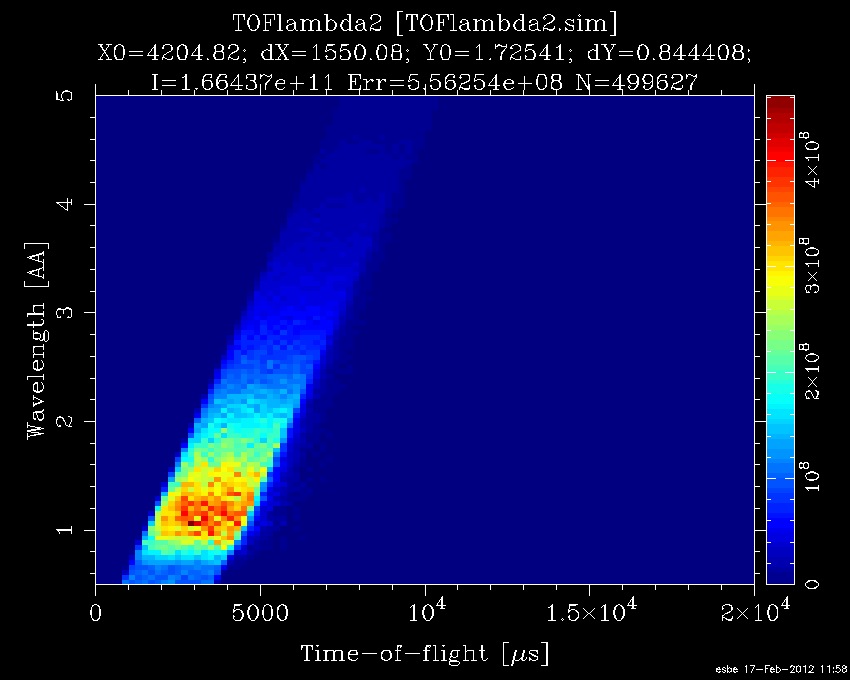 TOFlambda2 [TOFlambda2.sim]
X0=4204.82; dX=1550.08; Y0=1.72541; dY=0.844408;
I=1.66437e+11 Err=5.56254e+08 N=499627
5
4
3
2
1
Wavelength [AA]
0 5000 10⁴ 1.5×10⁴ 2×10⁴
Time-of-flight [μs]
4×10⁸
3×10⁸
2×10⁸
10⁸
0
esbe 17-Feb-2012 11:58